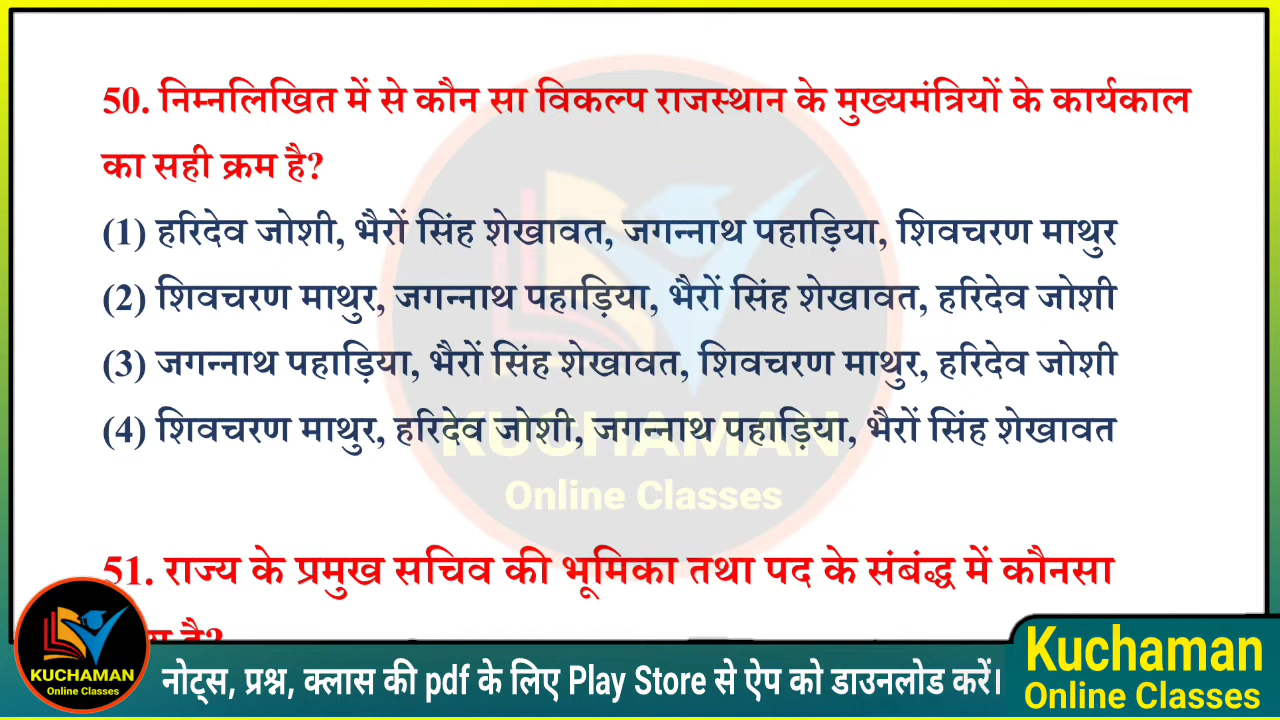 50. निम्नलिखित में से कौन सा विकल्प राजस्थान के मुख्यमंत्रियों के कार्यकाल
का सही क्रम है?
(1) हरिदेव जोशी, भैरों सिंह शेखावत, जगन्नाथ पहाड़िया, शिवचरण माथुर
(2) शिवचरण माथुर, जगन्नाथ पहाड़िया, भैरों सिंह शेखावत, हरिदेव जोशी
(3) जगन्नाथ पहाड़िया, भैरों सिंह शेखावत, शिवचरण माथुर, हरिदेव जोशी
(4) शिवचरण माथुर, हरिदेव जोशी, जगन्नाथ पहाड़िया, भैरों सिंह शेखावत
KUCHAMAN
Online Classes
51. राज्य के प्रमुख सचिव की भूमिका तथा पद के संबंद्ध में कौनसा
है?
KUCHAMAN
Online Classes
नोट्स, प्रश्न, क्लास की pdf के लिए Play Store से ऐप को डाउनलोड करें।
Kuchaman
Online Classes